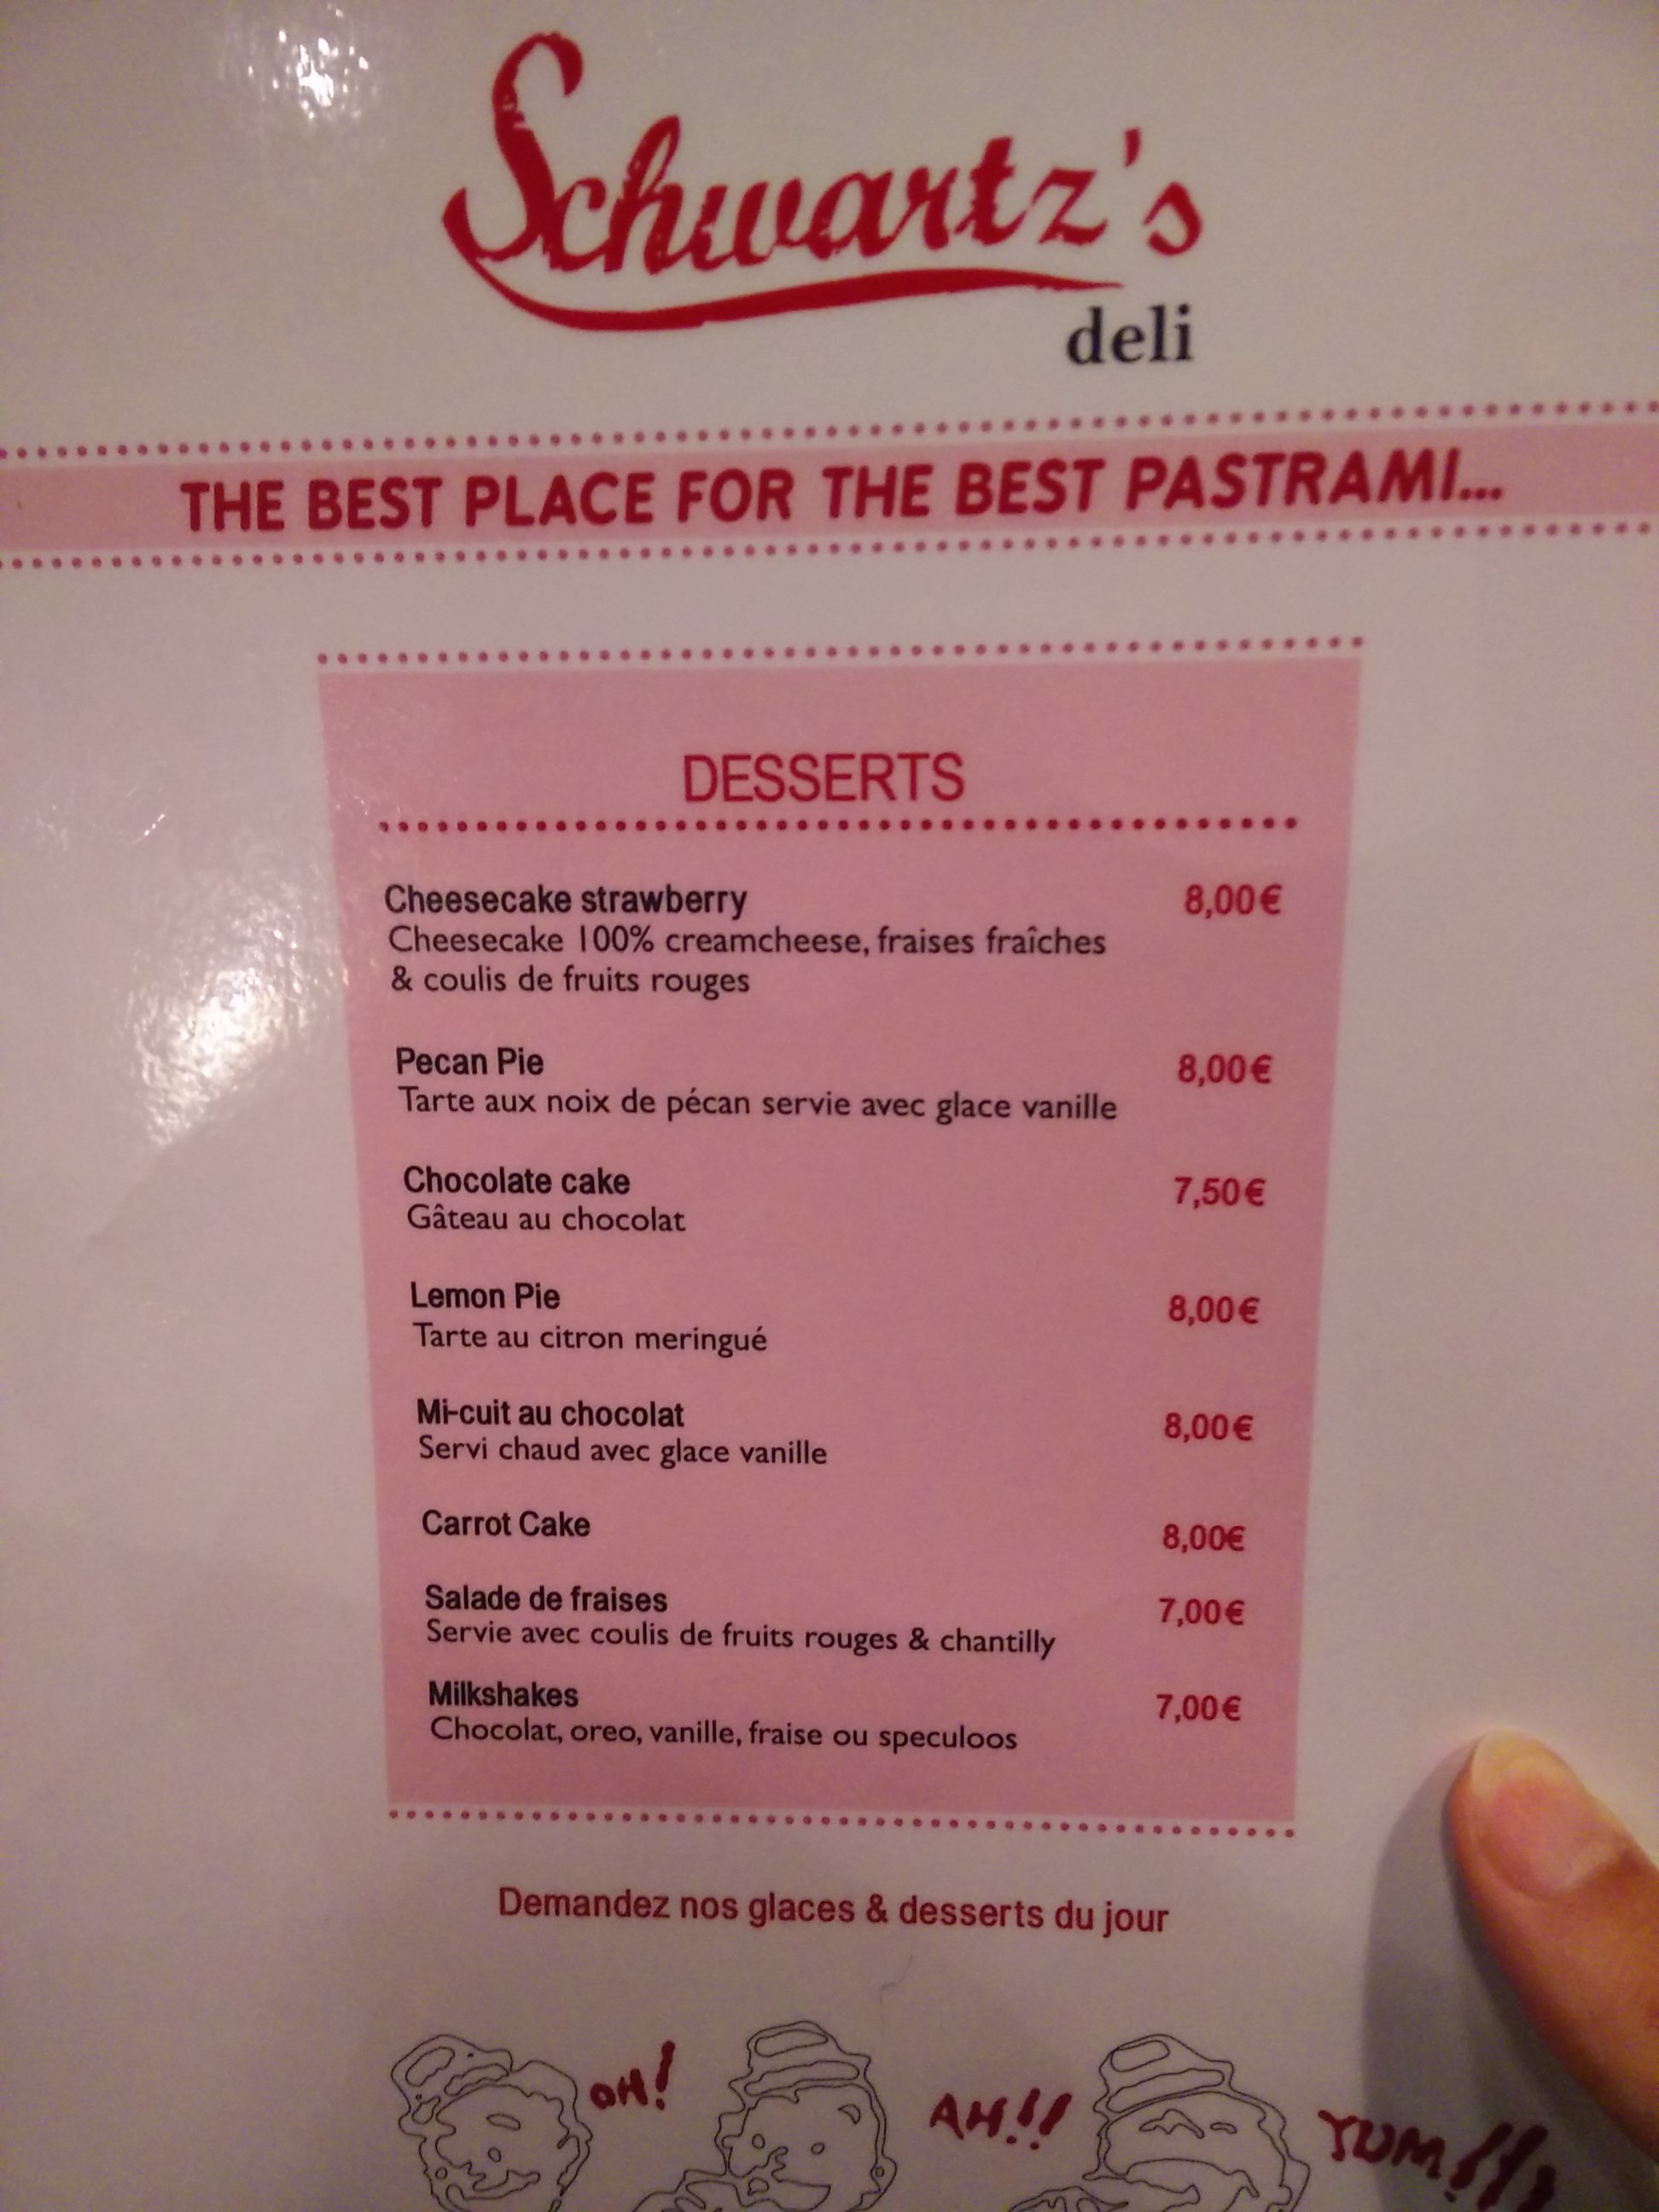 Schwartz's
deli
THE BEST PLACE FOR THE BEST PASTRAMI...
DESSERTS
Cheesecake strawberry 8,00€
Cheesecake 100% creamcheese, fraises fraîches
& coulis de fruits rouges
Pecan Pie 8,00€
Tarte aux noix de pécan servie avec glace vanille
Chocolate cake 7,50€
Gâteau au chocolat
Lemon Pie 8,00€
Tarte au citron meringué
Mi-cuit au chocolat 8,00€
Servi chaud avec glace vanille
Carrot Cake 8,00€
Salade de fraises 7,00€
Servie avec coulis de fruits rouges & chantilly
Milkshakes 7,00€
Chocolat, oreo, vanille, fraise ou speculoos
Demandez nos glaces & desserts du jour
OH! AH!! YUM!!!